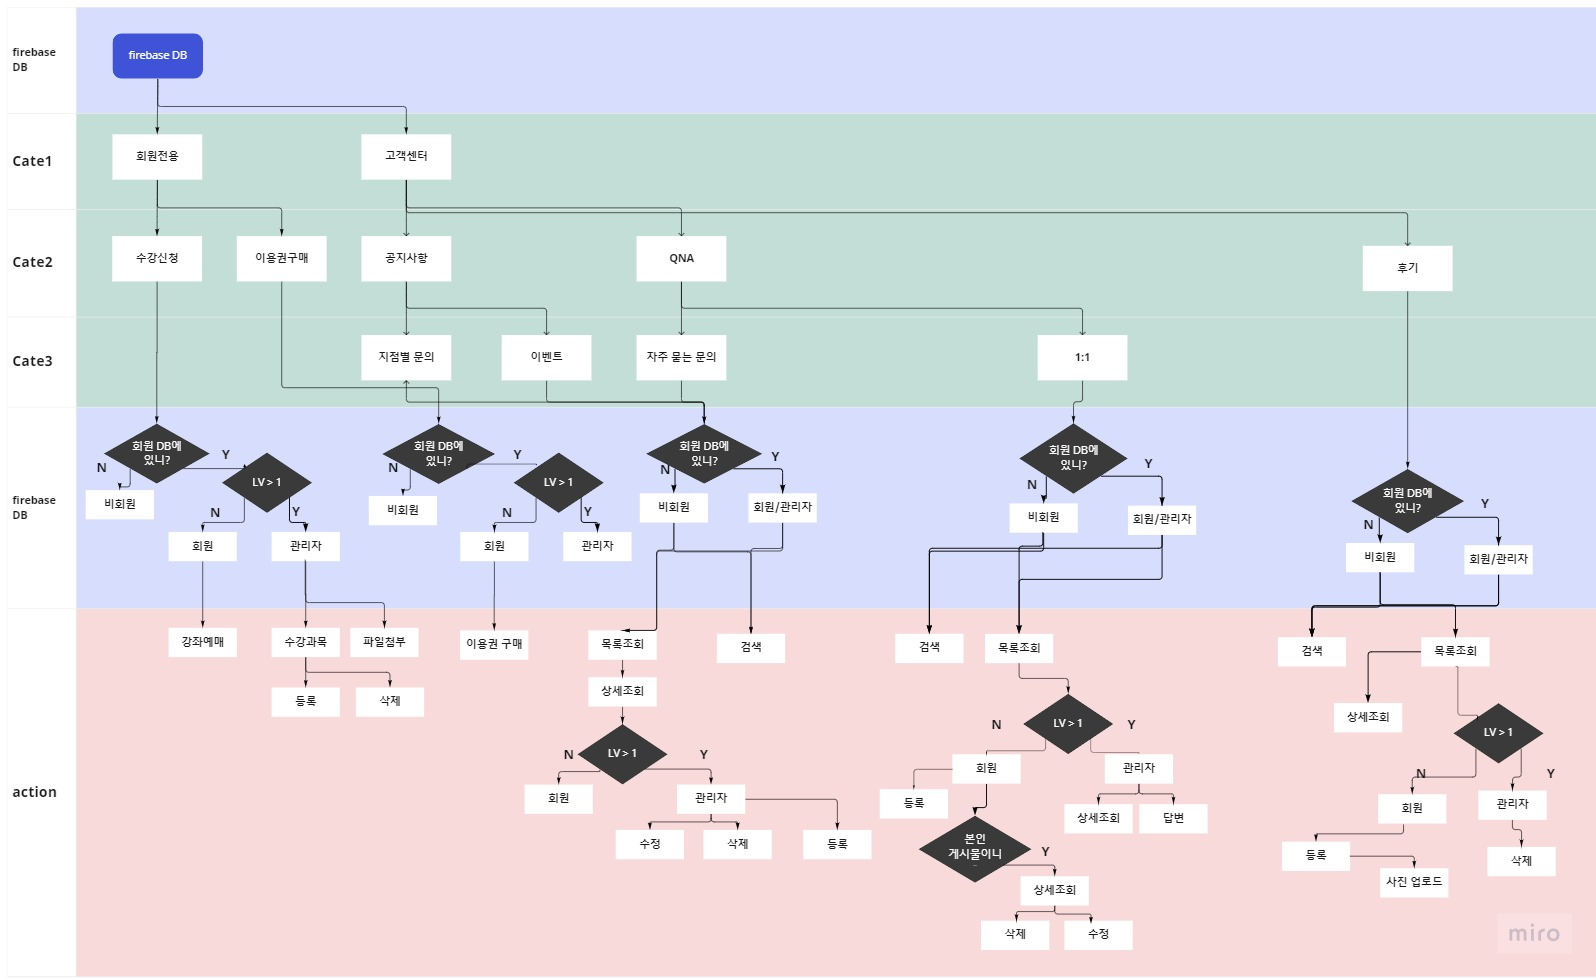 firebase
DB
firebase DB
Cate1
회원전용
고객센터
Cate2
수강신청
이용권구매
공지사항
QNA
후기
Cate3
지점별 문의
이벤트
자주 묻는 문의
1:1
firebase
DB
회원 DB에
있니?
N
Y
비회원
LV > 1
N
Y
회원
관리자
회원 DB에
있니?
N
Y
비회원
LV > 1
N
Y
회원
관리자
회원 DB에
있니?
N
Y
비회원
회원/관리자
회원 DB에
있니?
N
Y
비회원
회원/관리자
회원 DB에
있니?
N
Y
비회원
회원/관리자
action
강좌예매
수강과목
파일첨부
등록
삭제
이용권 구매
목록조회
검색
상세조회
LV > 1
N
Y
회원
관리자
수정
삭제
등록
검색
목록조회
LV > 1
N
Y
회원
관리자
등록
상세조회
답변
본인
게시물이니
Y
상세조회
삭제
수정
검색
목록조회
상세조회
LV > 1
N
Y
회원
관리자
등록
삭제
사진 업로드
miro